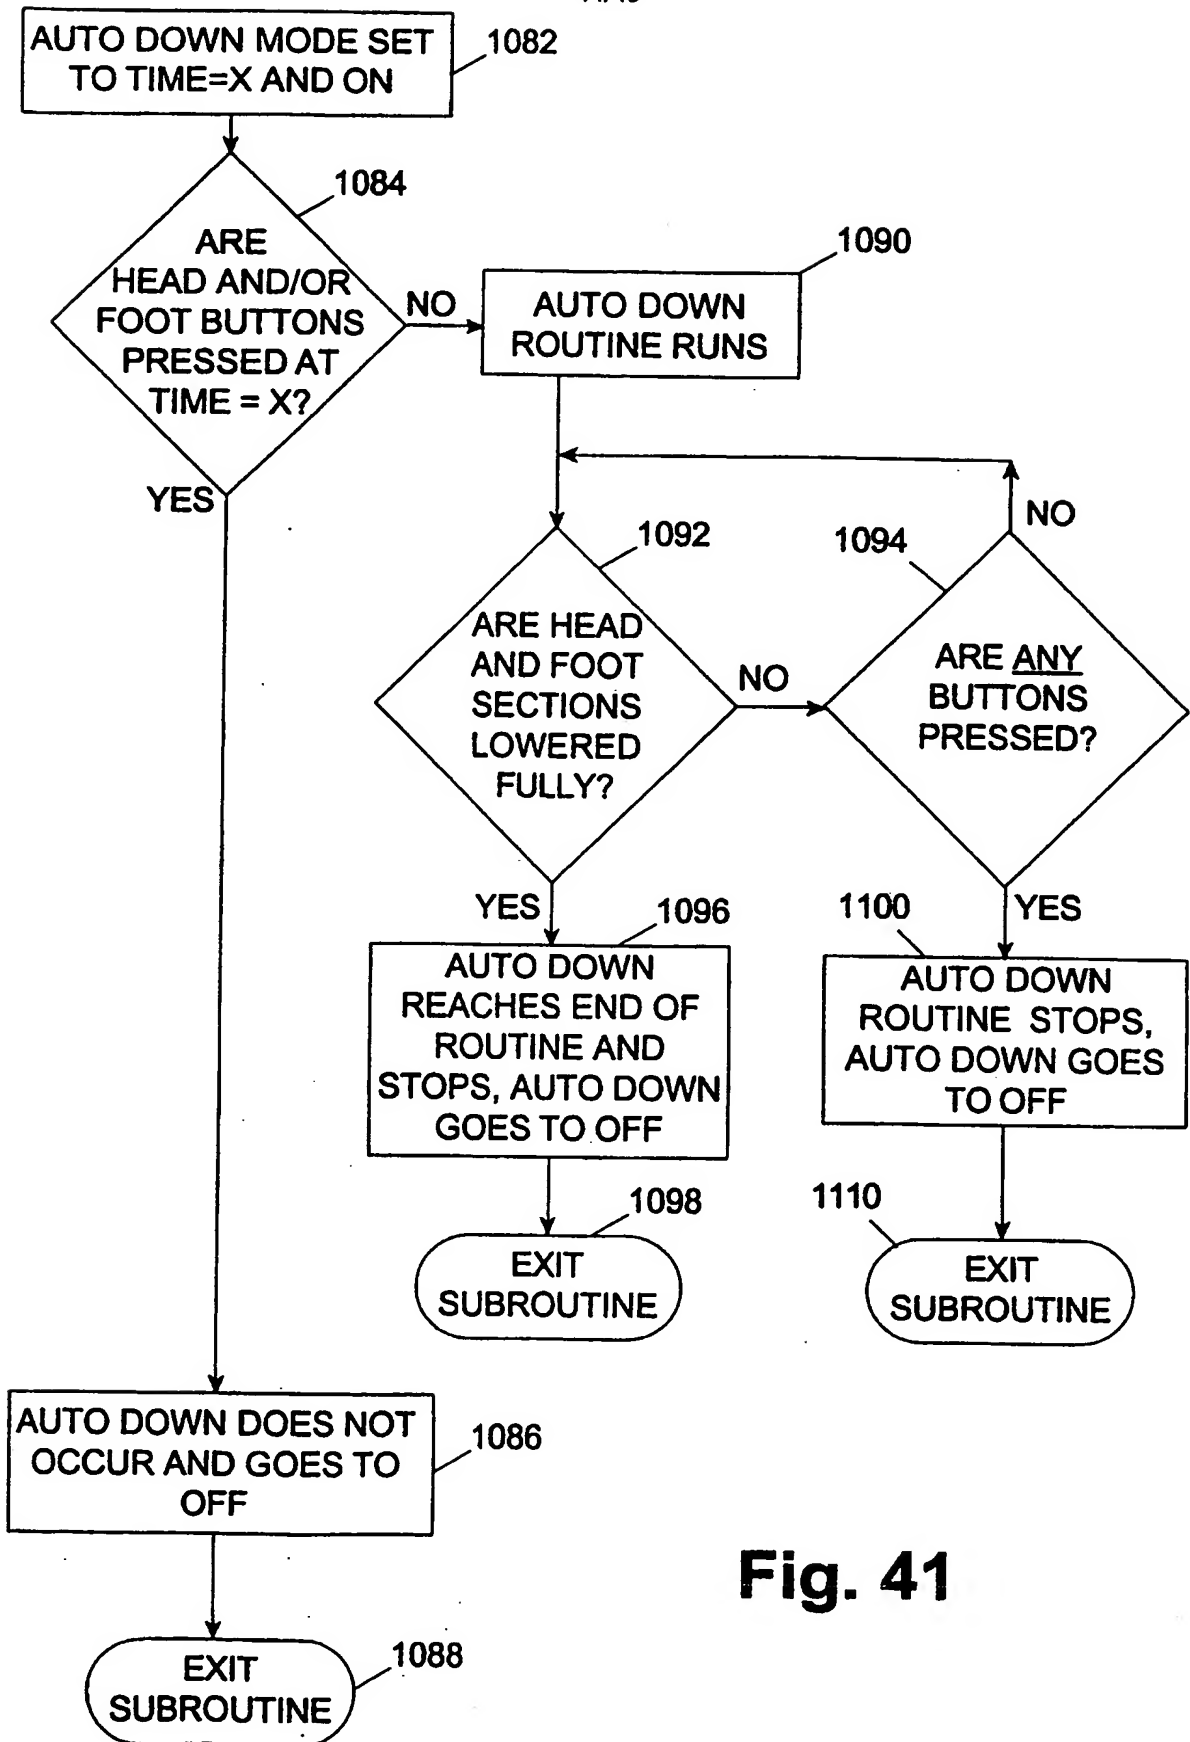 AUTO DOWN MODE SET
TO TIME=X AND ON
1082
1084
ARE
HEAD AND/OR
FOOT BUTTONS
PRESSED AT
TIME = X?
NO
YES
1090
AUTO DOWN
ROUTINE RUNS
1092
ARE HEAD
AND FOOT
SECTIONS
LOWERED
FULLY?
NO
YES
1094
NO
ARE ANY
BUTTONS
PRESSED?
YES
1096
AUTO DOWN
REACHES END OF
ROUTINE AND
STOPS, AUTO DOWN
GOES TO OFF
1100
AUTO DOWN
ROUTINE STOPS,
AUTO DOWN GOES
TO OFF
1098
EXIT
SUBROUTINE
1110
EXIT
SUBROUTINE
AUTO DOWN DOES NOT
OCCUR AND GOES TO
OFF
1086
EXIT
SUBROUTINE
1088
Fig. 41